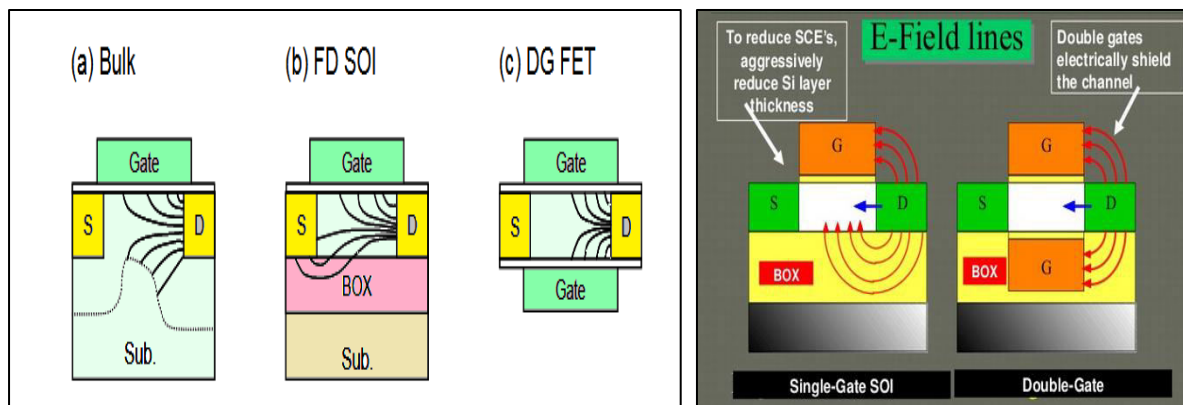 (a) Bulk
(b) FD SOI
(c) DG FET
Gate
Gate
Gate
S
D
S
D
S
D
BOX
Gate
Sub.
Sub.
To reduce SCE's,
aggressively
reduce Si layer
thickness
E-Field lines
Double gates
electrically shield
the channel
G
G
S
D
S
D
BOX
BOX
G
Single-Gate SOI
Double-Gate